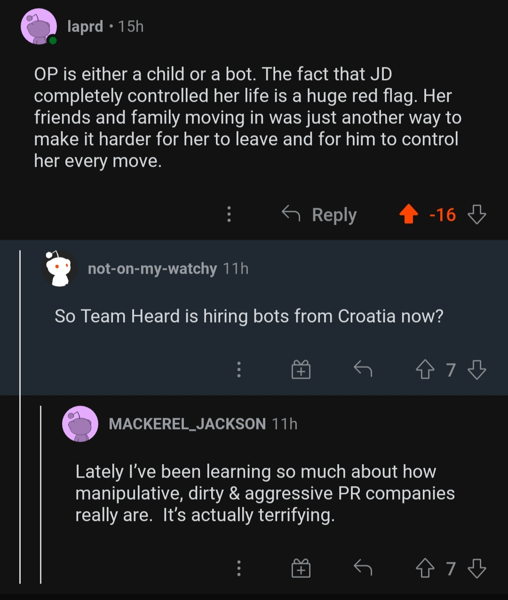 laprd • 15h
OP is either a child or a bot. The fact that JD
completely controlled her life is a huge red flag. Her
friends and family moving in was just another way to
make it harder for her to leave and for him to control
her every move.
Reply -16
not-on-my-watchy 11h
So Team Heard is hiring bots from Croatia now?
7
MACKEREL_JACKSON 11h
Lately I've been learning so much about how
manipulative, dirty & aggressive PR companies
really are.  It's actually terrifying.
7